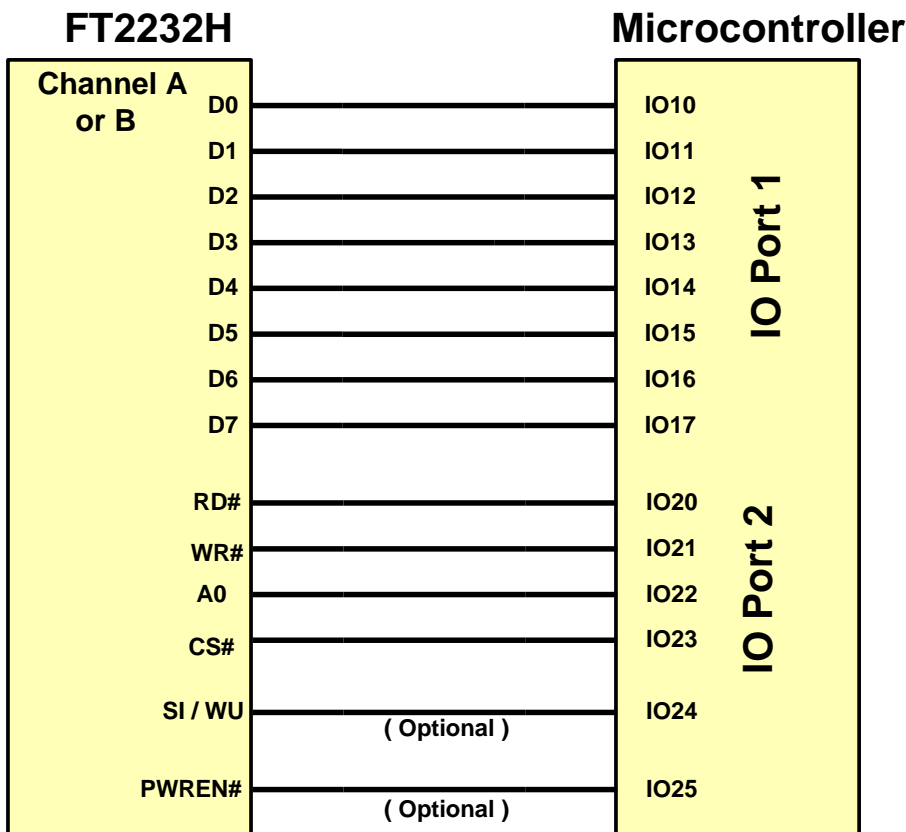 FT2232H
Microcontroller
Channel A
or B
D0
IO10
D1
IO11
D2
IO12
D3
IO13
D4
IO14
D5
IO15
D6
IO16
D7
IO17
IO Port 1
RD#
IO20
WR#
IO21
A0
IO22
CS#
IO23
IO Port 2
SI / WU
( Optional )
IO24
PWREN#
( Optional )
IO25